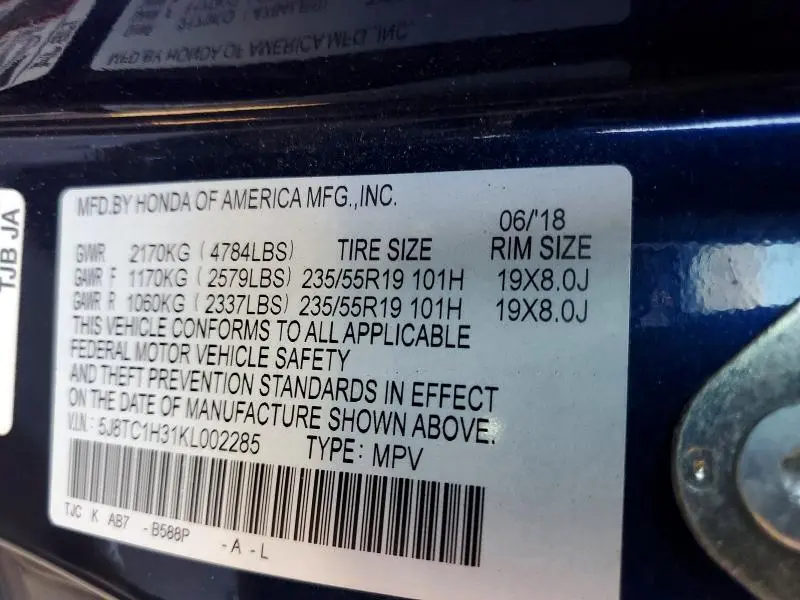 MFD.BY HONDA OF AMERICA MFG.,INC.
06/'18
GVWR 2170KG (4784LBS) TIRE SIZE RIM SIZE
GAWR F 1170KG (2579LBS) 235/55R19 101H 19X8.0J
GAWR R 1060KG (2337LBS) 235/55R19 101H 19X8.0J
THIS VEHICLE CONFORMS TO ALL APPLICABLE
FEDERAL MOTOR VEHICLE SAFETY
AND THEFT PREVENTION STANDARDS IN EFFECT
ON THE DATE OF MANUFACTURE SHOWN ABOVE.
V.I.N: 5J8TC1H31KL002285 TYPE: MPV
TJC K AB7 -B588P -A -L
TJB JA